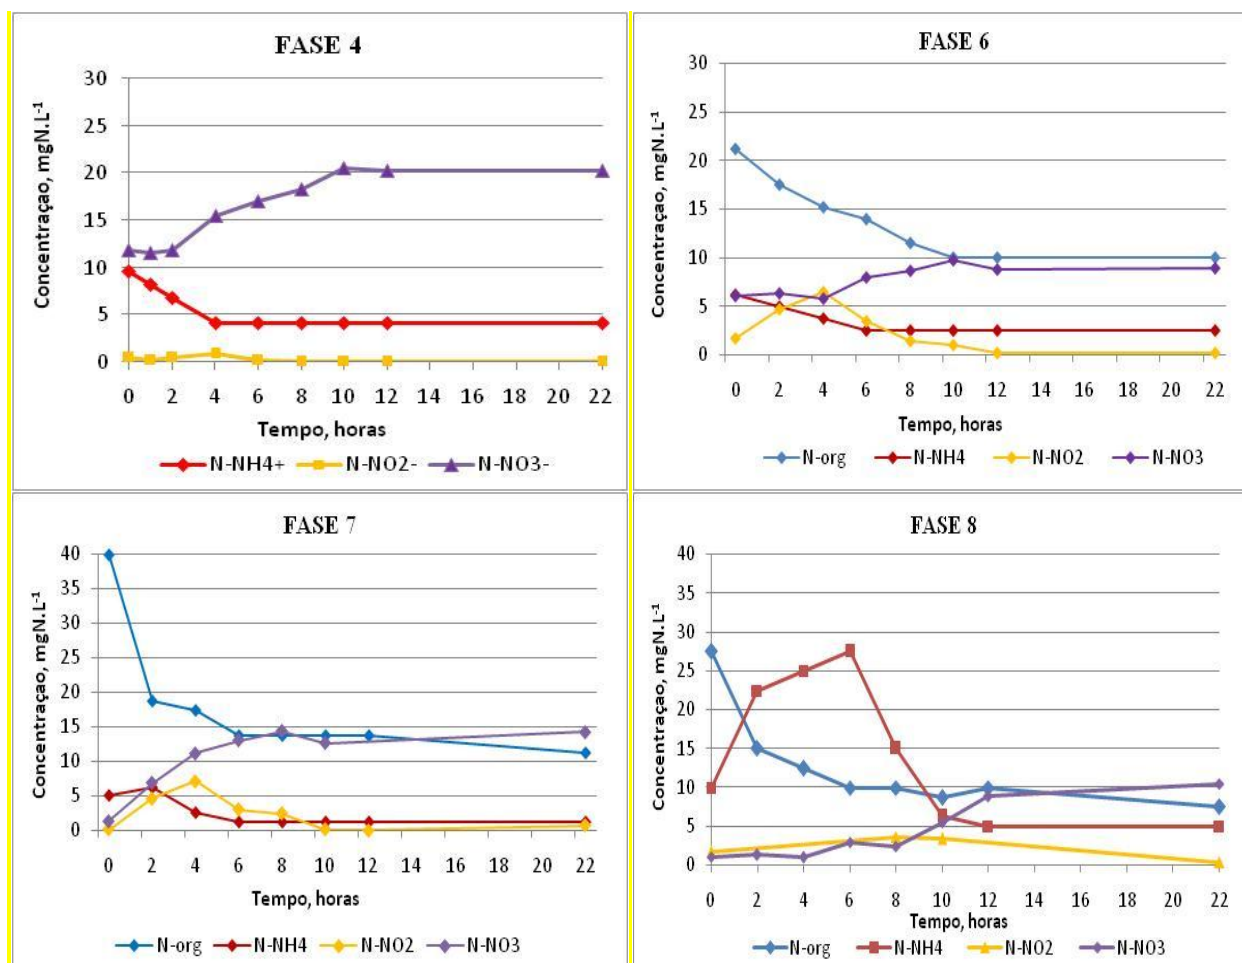 FASE 4
Concentraçao, mgN.L-1
30
25
20
15
10
5
0
0 2 4 6 8 10 12 14 16 18 20 22
Tempo, horas
N-NH4+ N-NO2- N-NO3-
FASE 6
Concentraçao, mgN.L-1
30
25
20
15
10
5
0
0 2 4 6 8 10 12 14 16 18 20 22
Tempo, horas
N-org N-NH4 N-NO2 N-NO3
FASE 7
Concentraçao, mgN.L-1
40
35
30
25
20
15
10
5
0
0 2 4 6 8 10 12 14 16 18 20 22
Tempo, horas
N-org N-NH4 N-NO2 N-NO3
FASE 8
Concentraçao, mgN.L-1
40
35
30
25
20
15
10
5
0
0 2 4 6 8 10 12 14 16 18 20 22
Tempo, horas
N-org N-NH4 N-NO2 N-NO3